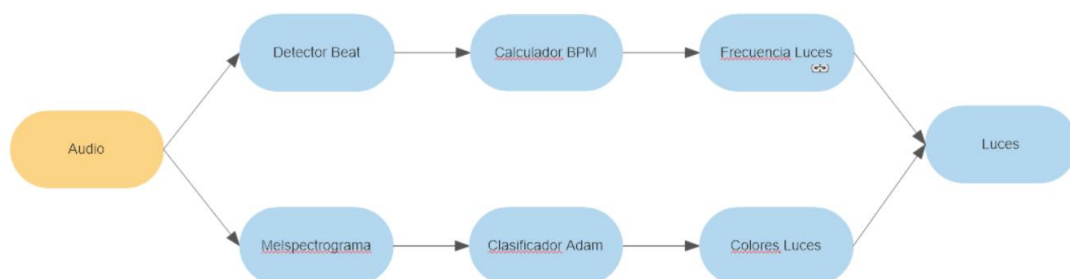 Detector Beat
Calculador BPM
Frecuencia Luces
Audio
Luces
Melspectrograma
Clasificador Adam
Colores Luces